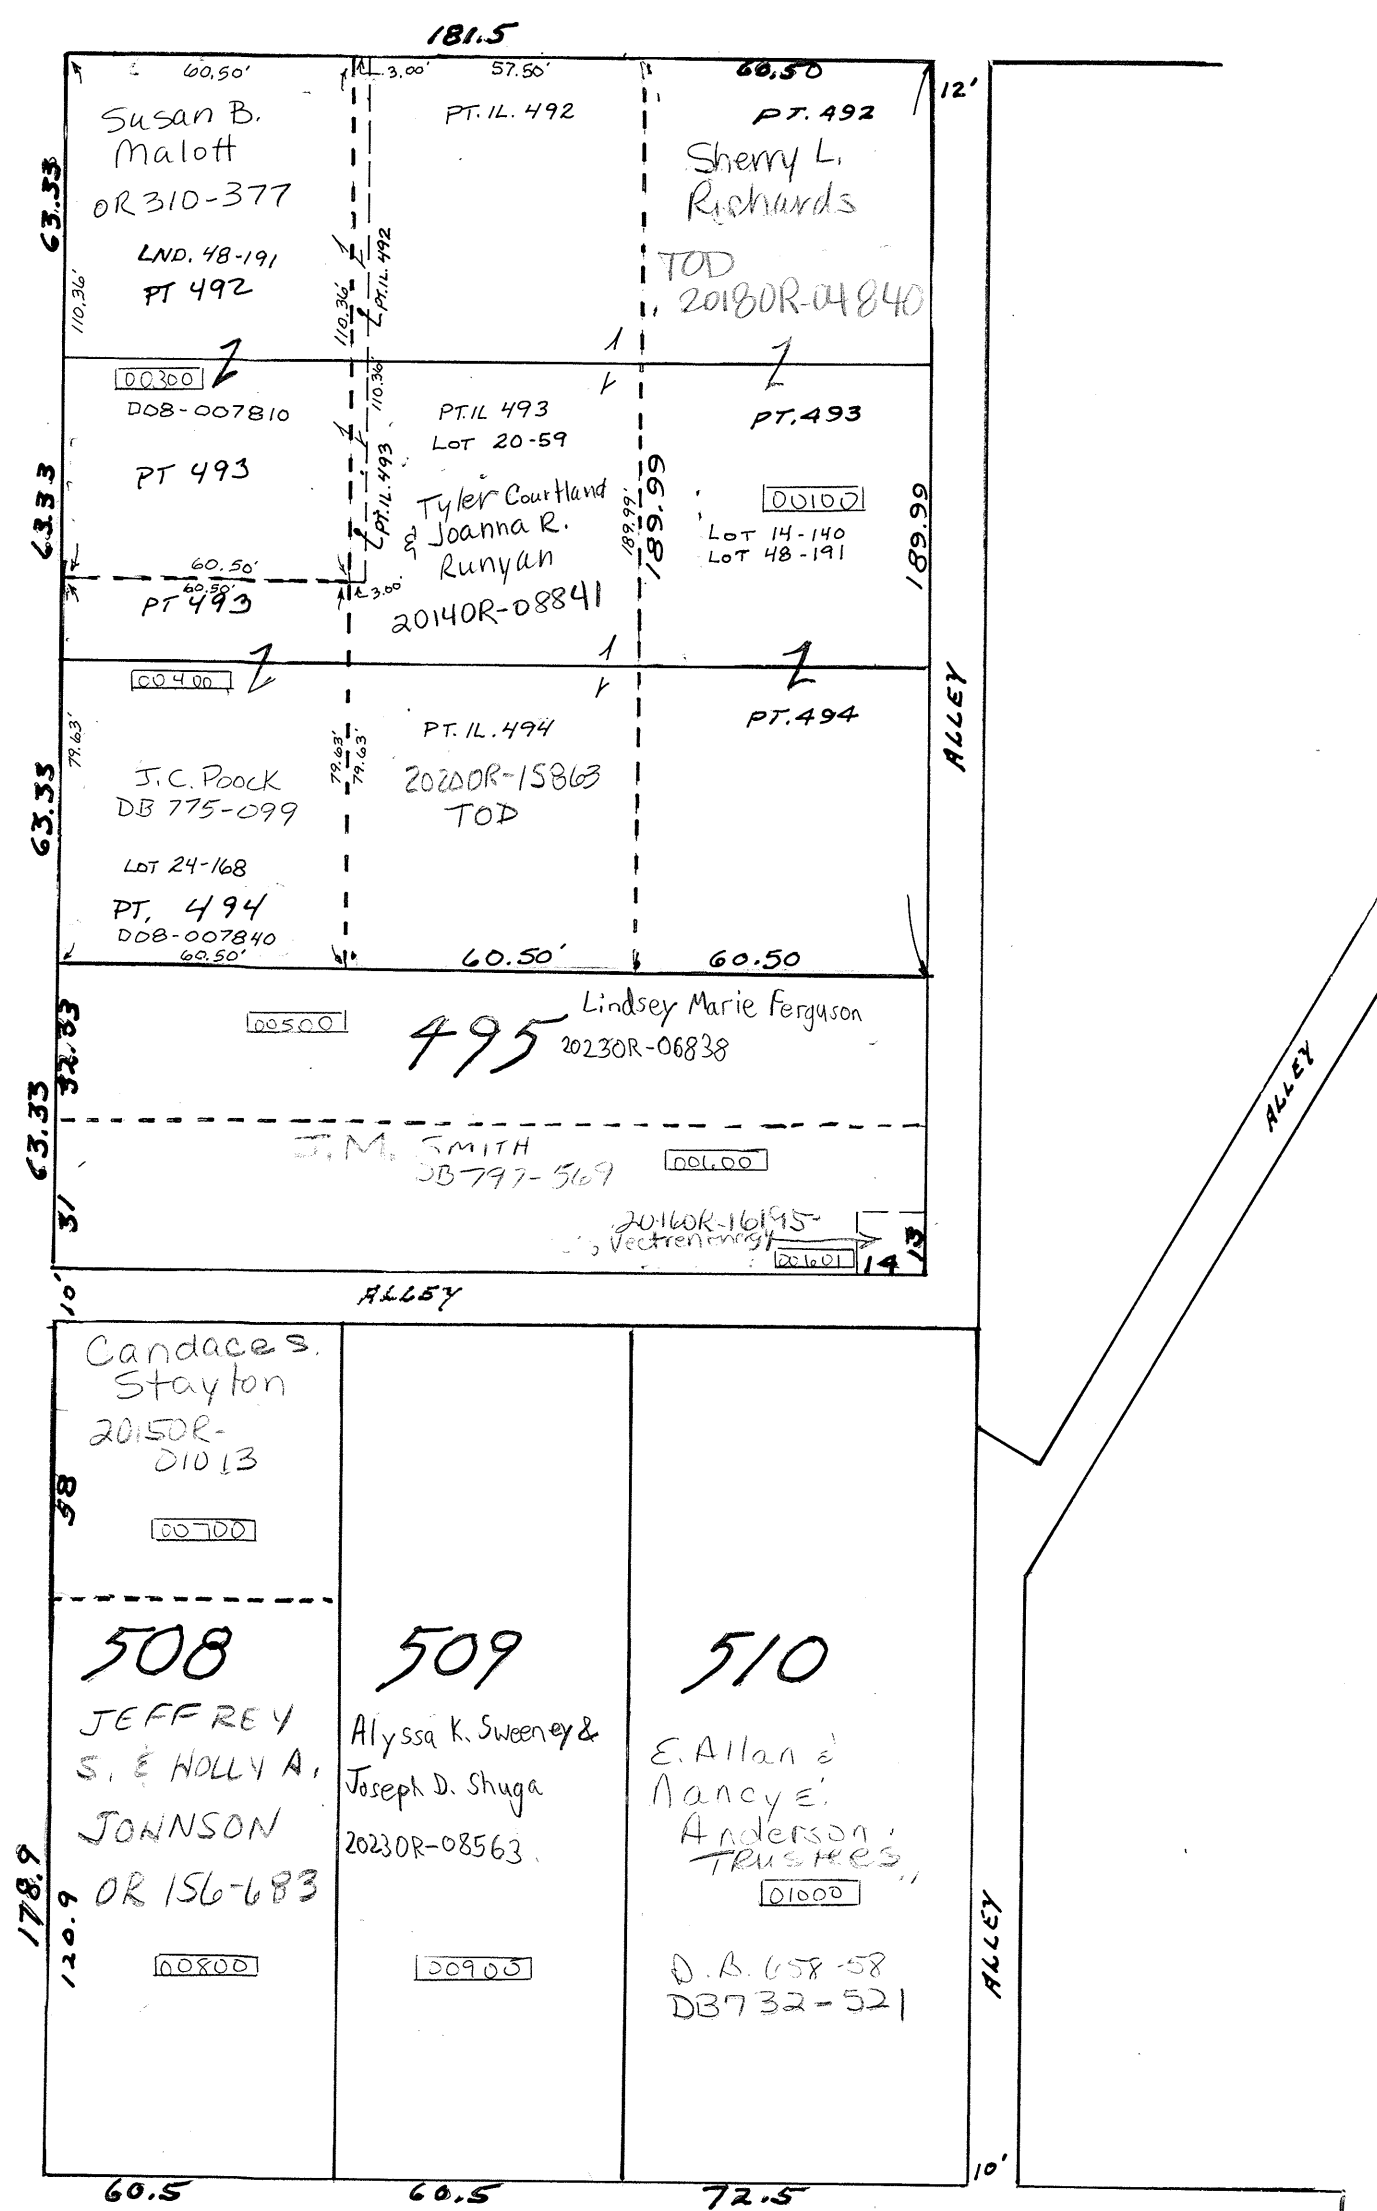 181.5
60.50'
3.00'
57.50'
60.50
12'
Susan B.
Malott
OR 310-377
LND. 48-191
PT 492
63.33
110.36'
110.36'
PT. IL. 492
PT. IL. 492
PT. 492
Sherry L.
Richards
TOD
2018OR-04840
00300
D08-007810
PT 493
63.33
60.50'
60.50'
PT 493
110.36'
PT. IL. 493
3.00'
PT. IL 493
LOT 20-59
Tyler Courtland
& Joanna R.
Runyan
2014OR-08841
189.99'
189.99
PT. 493
00100
LOT 14-140
LOT 48-191
189.99
00400
79.63'
63.33
J.C. Poock
DB 775-099
LOT 24-168
PT. 494
D08-007840
60.50'
79.63'
79.63'
PT. IL. 494
2020OR-15863
TOD
60.50'
PT. 494
60.50
ALLEY
63.33
32.33
00500
495
Lindsey Marie Ferguson
2023OR-06838
J.M. SMITH
DB 797-569
00600
31
2016OR-16195
Vectren Energy
00601
14
13
10'
ALLEY
ALLEY
Candace S.
Stayton
2015OR-
01013
58
00700
508
JEFFREY
S. & HOLLY A.
JOHNSON
OR 156-683
178.9
120.9
00800
60.5
509
Alyssa K. Sweeney &
Joseph D. Shuga
2023OR-08563
00900
60.5
510
E. Allan &
Nancy E.
Anderson,
TRUSTEES
01000
D.B. 658-58
DB 732-521
72.5
ALLEY
10'